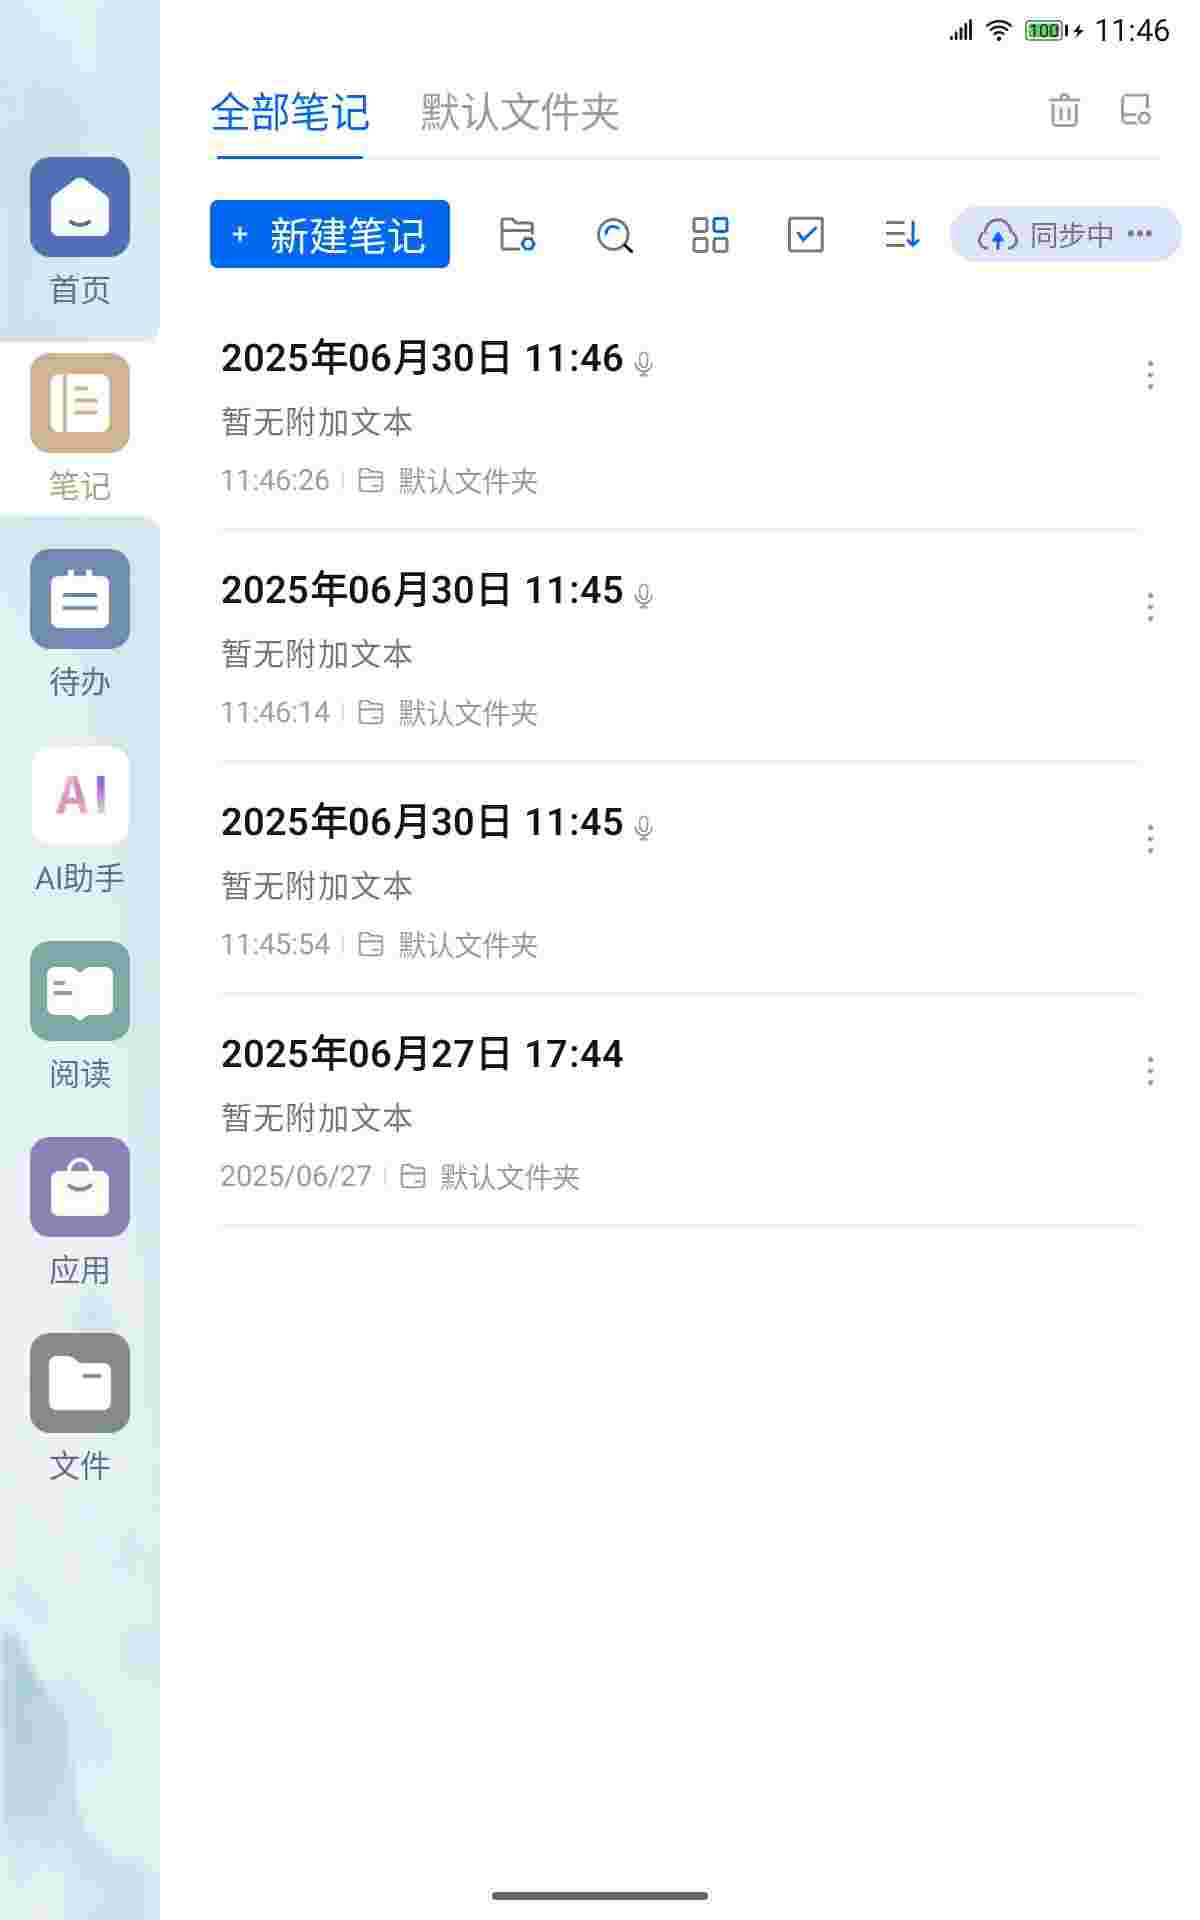 100 11:46
全部笔记 默认文件夹
+ 新建笔记 同步中 ···
首页
笔记
待办
AI
AI助手
阅读
应用
文件
2025年06月30日 11:46
暂无附加文本
11:46:26 默认文件夹
2025年06月30日 11:45
暂无附加文本
11:46:14 默认文件夹
2025年06月30日 11:45
暂无附加文本
11:45:54 默认文件夹
2025年06月27日 17:44
暂无附加文本
2025/06/27 默认文件夹